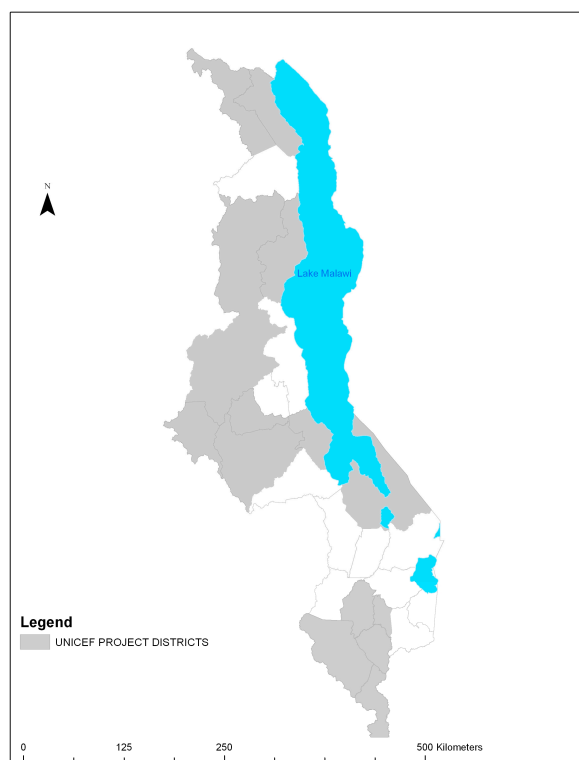 N
Lake Malawi
Legend
UNICEF PROJECT DISTRICTS
0 125 250 500 Kilometers